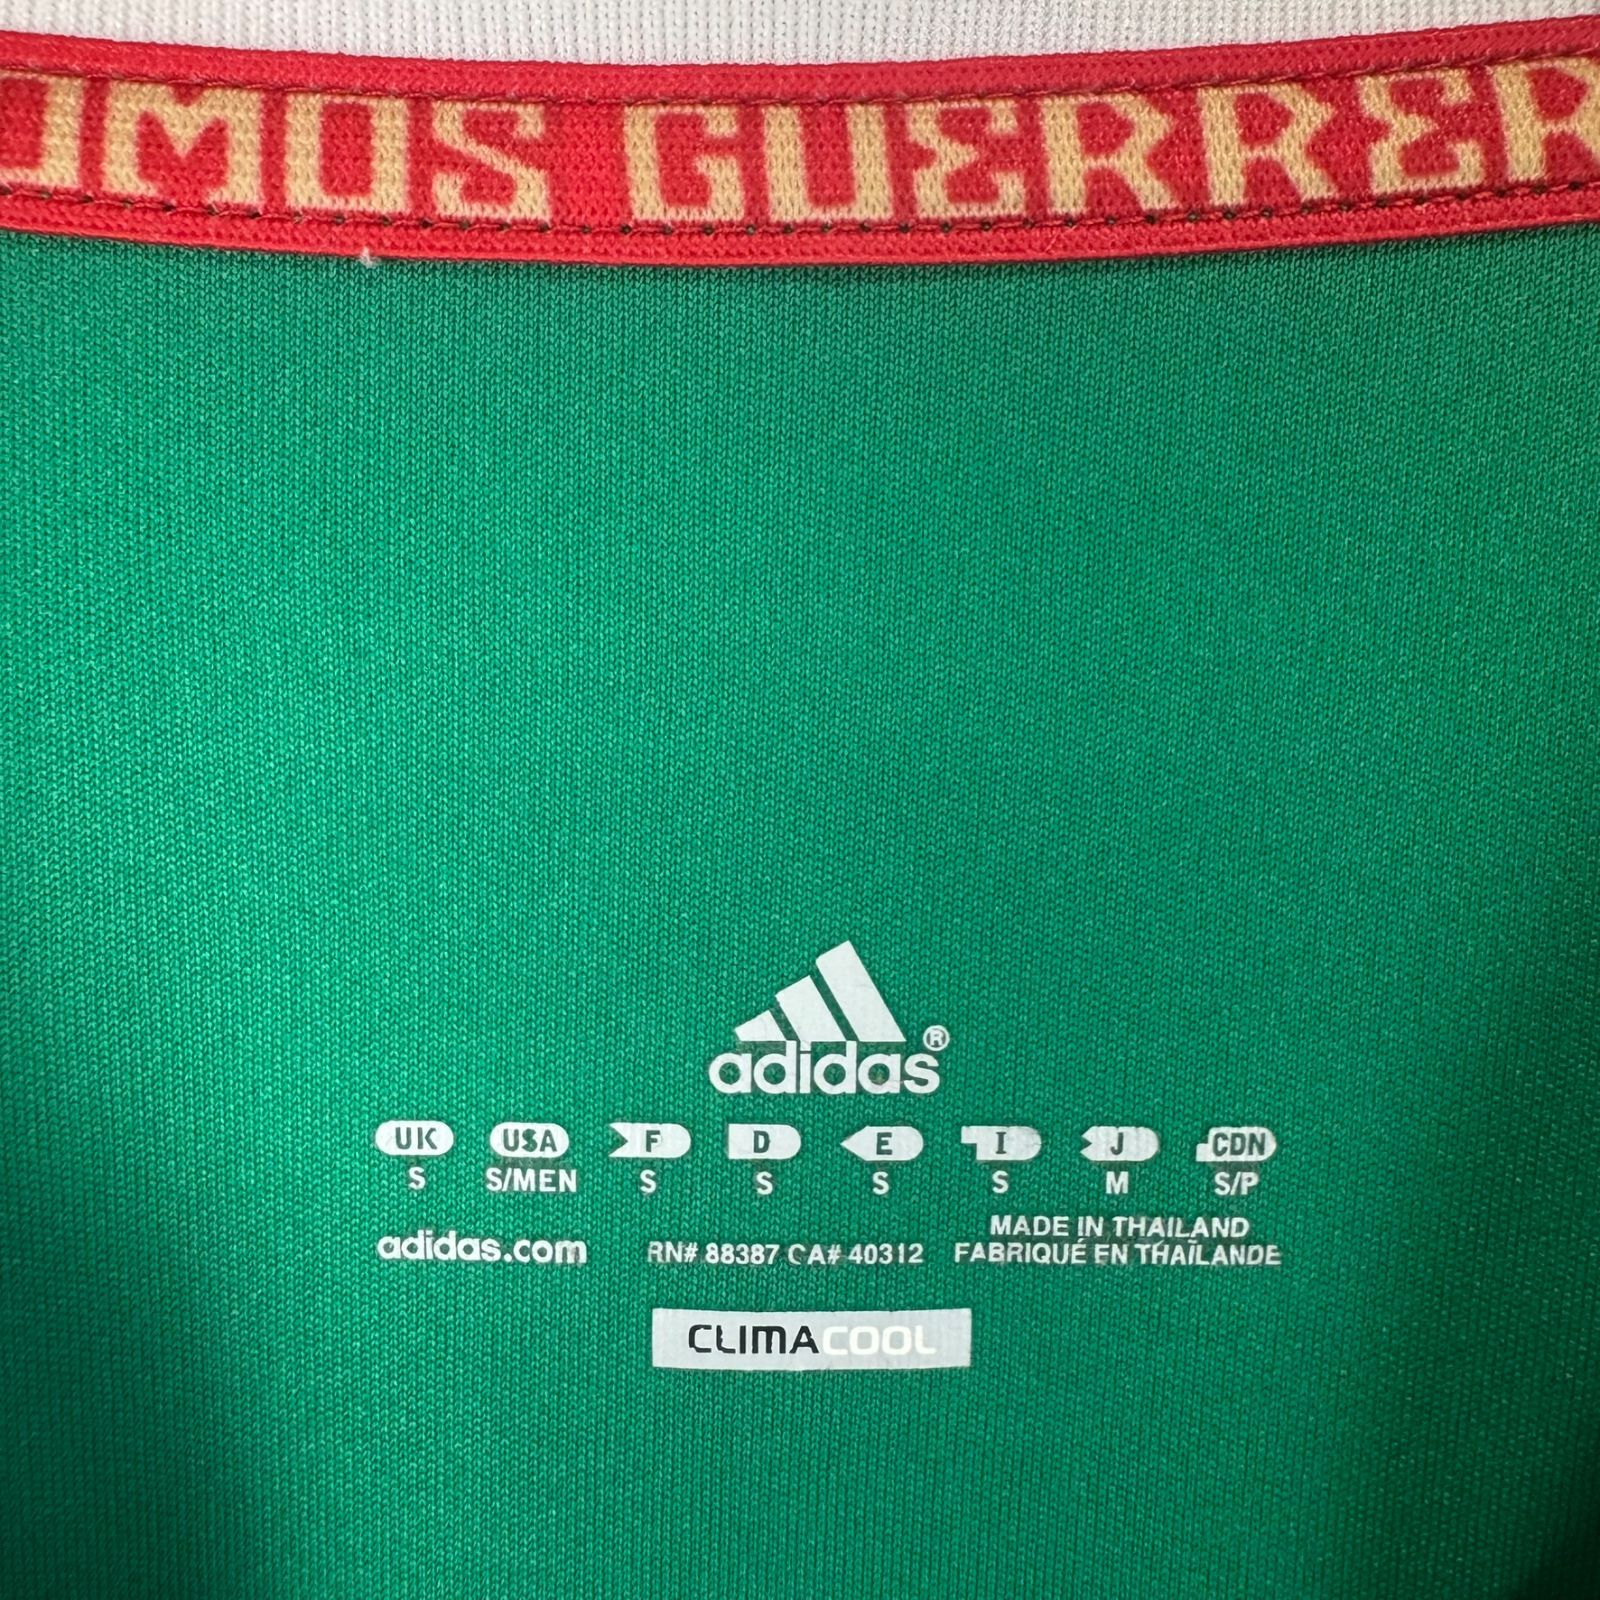 OMOS GUERRER
adidas®
UK USA F D E I J CDN
S S/MEN S S S S M S/P
adidas.com RN# 88387 CA# 40312 MADE IN THAILAND
FABRIQUÉ EN THAÏLANDE
CLIMACOOL